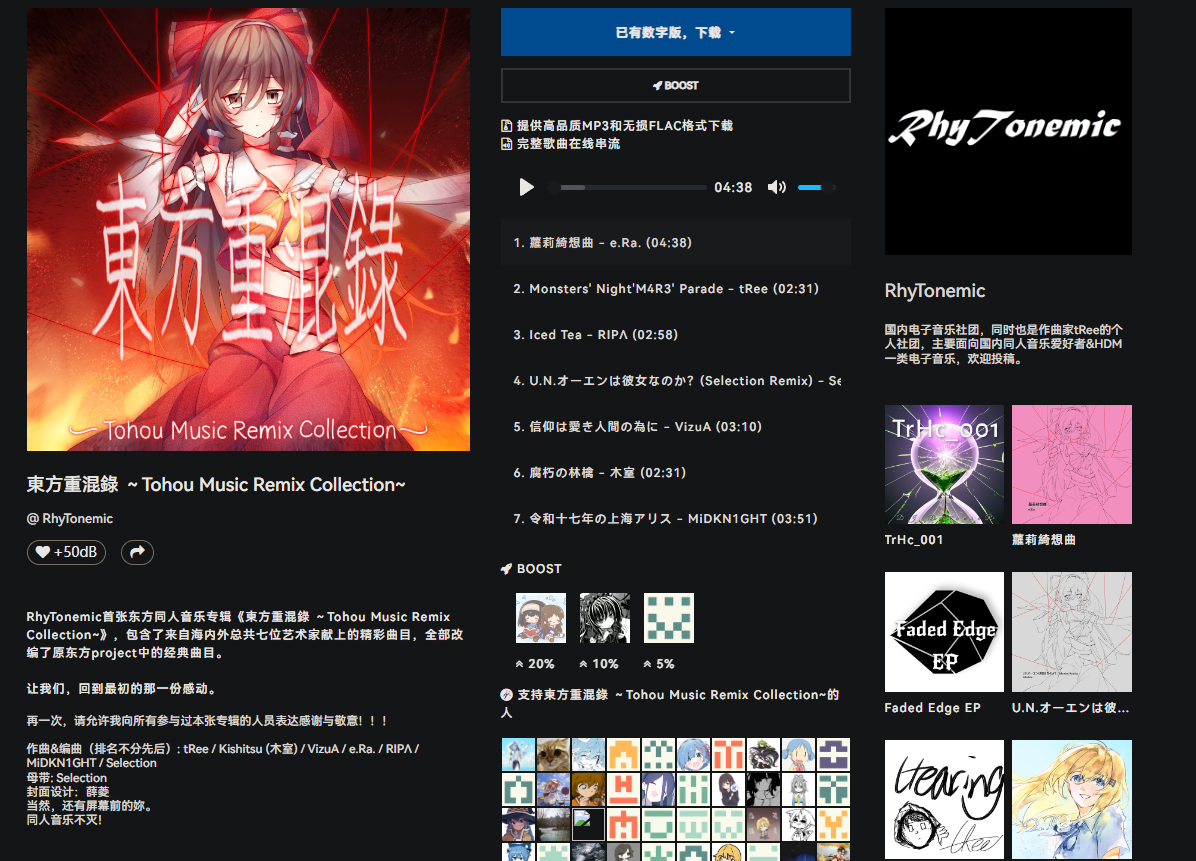 東方重混錄
~ Tohou Music Remix Collection ~
東方重混錄 ~ Tohou Music Remix Collection~
@ RhyTonemic
+50dB
RhyTonemic首张东方同人音乐专辑《東方重混錄 ~ Tohou Music Remix
Collection~》，包含了来自海内外总共七位艺术家献上的精彩曲目，全部改
编了原东方project中的经典曲目。
让我们，回到最初的那一份感动。
再一次，请允许我向所有参与过本张专辑的人员表达感谢与敬意！！！
作曲&编曲（排名不分先后）: tRee / Kishitsu (木室) / VizuA / e.Ra. / RIPΛ /
MiDKN1GHT / Selection
母带: Selection
封面设计：薛菱
当然，还有屏幕前的妳。
同人音乐不灭！
已有数字版，下载
BOOST
提供高品质MP3和无损FLAC格式下载
完整歌曲在线串流
04:38
1. 蘿莉綺想曲 - e.Ra. (04:38)
2. Monsters' Night'M4R3' Parade - tRee (02:31)
3. Iced Tea - RIPΛ (02:58)
4. U.N.オーエンは彼女なのか？(Selection Remix) - Se
5. 信仰は愛き人間の為に - VizuA (03:10)
6. 腐朽の林檎 - 木室 (02:31)
7. 令和十七年の上海アリス - MiDKN1GHT (03:51)
BOOST
20%
10%
5%
支持東方重混錄 ~ Tohou Music Remix Collection~的
人
RhyTonemic
RhyTonemic
国内电子音乐社团，同时也是作曲家tRee的个
人社团，主要面向国内同人音乐爱好者&HDM
一类电子音乐，欢迎投稿。
TrHc_001
TrHc_001
蘿莉綺想曲
Faded Edge
EP
Faded Edge EP
U.N.オーエンは彼...
Hearing